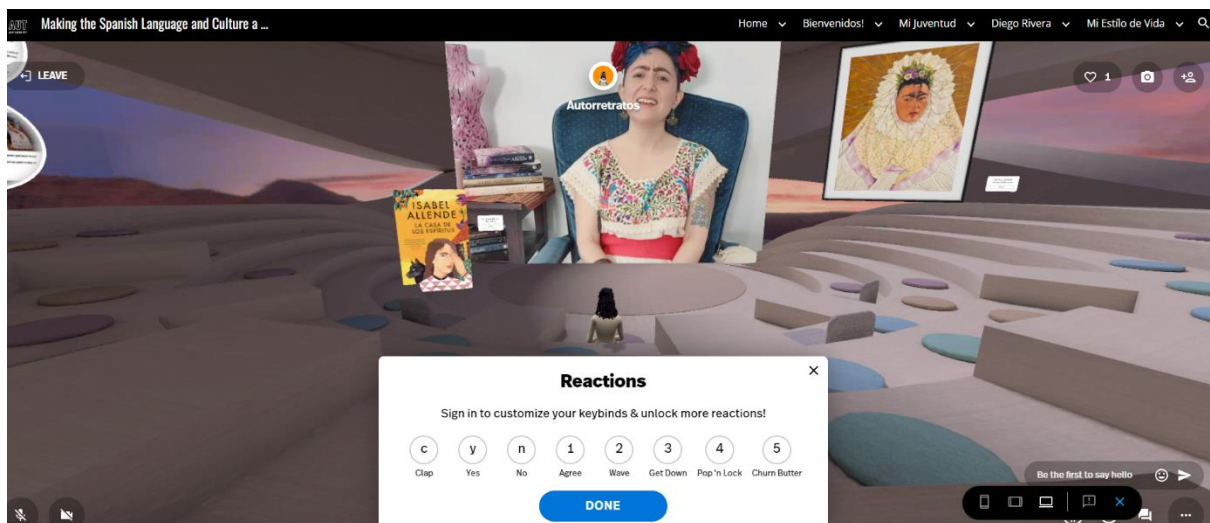 AUT
Making the Spanish Language and Culture a ...
Home
Bienvenidos!
Mi Juventud
Diego Rivera
Mi Estilo de Vida
LEAVE
1
Autorretratos
ISABEL
ALLENDE
LA CASA DE
LOS ESPÍRITUS
Reactions
Sign in to customize your keybinds & unlock more reactions!
c y n 1 2 3 4 5
Clap Yes No Agree Wave Get Down Pop 'n Lock Churn Butter
DONE
Be the first to say hello